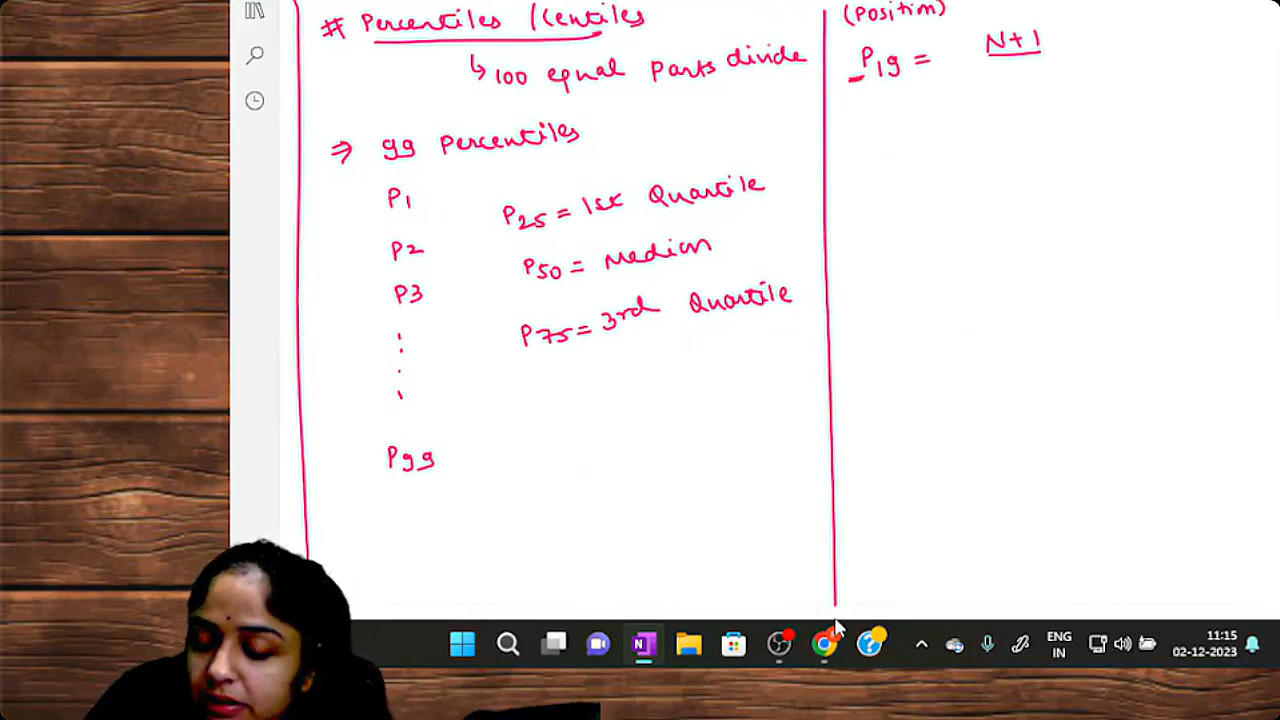 # Percentiles / Centiles
↳ 100 equal parts divide
⇒ 99 percentiles
P1
P2
P3
P99
P25 = 1st Quartile
P50 = Median
P75 = 3rd Quartile
(Position)
P19 = N+1
ENG
IN
11:15
02-12-2023